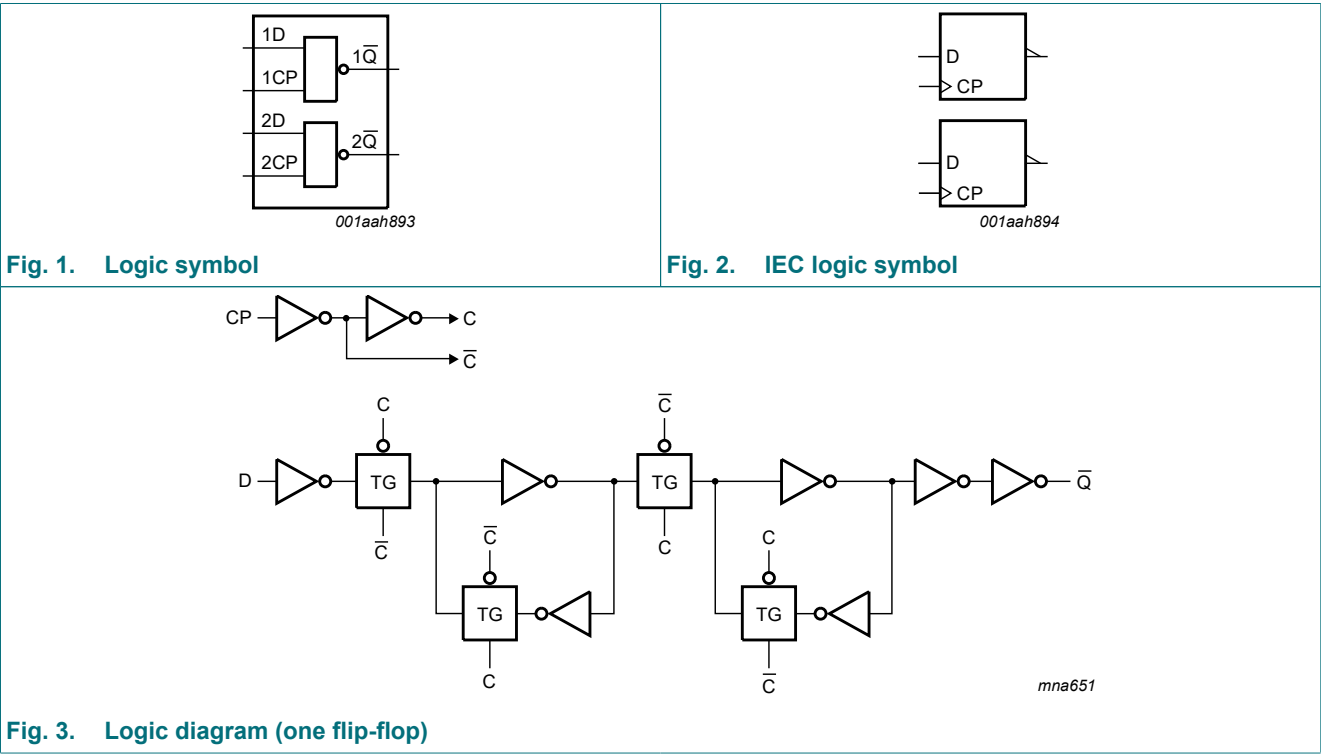 1D
1Q̅
1CP
2D
2Q̅
2CP
001aah893
Fig. 1. Logic symbol
D
CP
D
CP
001aah894
Fig. 2. IEC logic symbol
CP
C
C̅
C
C̅
D
TG
TG
Q̅
C̅
C̅
C
C
TG
TG
C
C̅
mna651
Fig. 3. Logic diagram (one flip-flop)